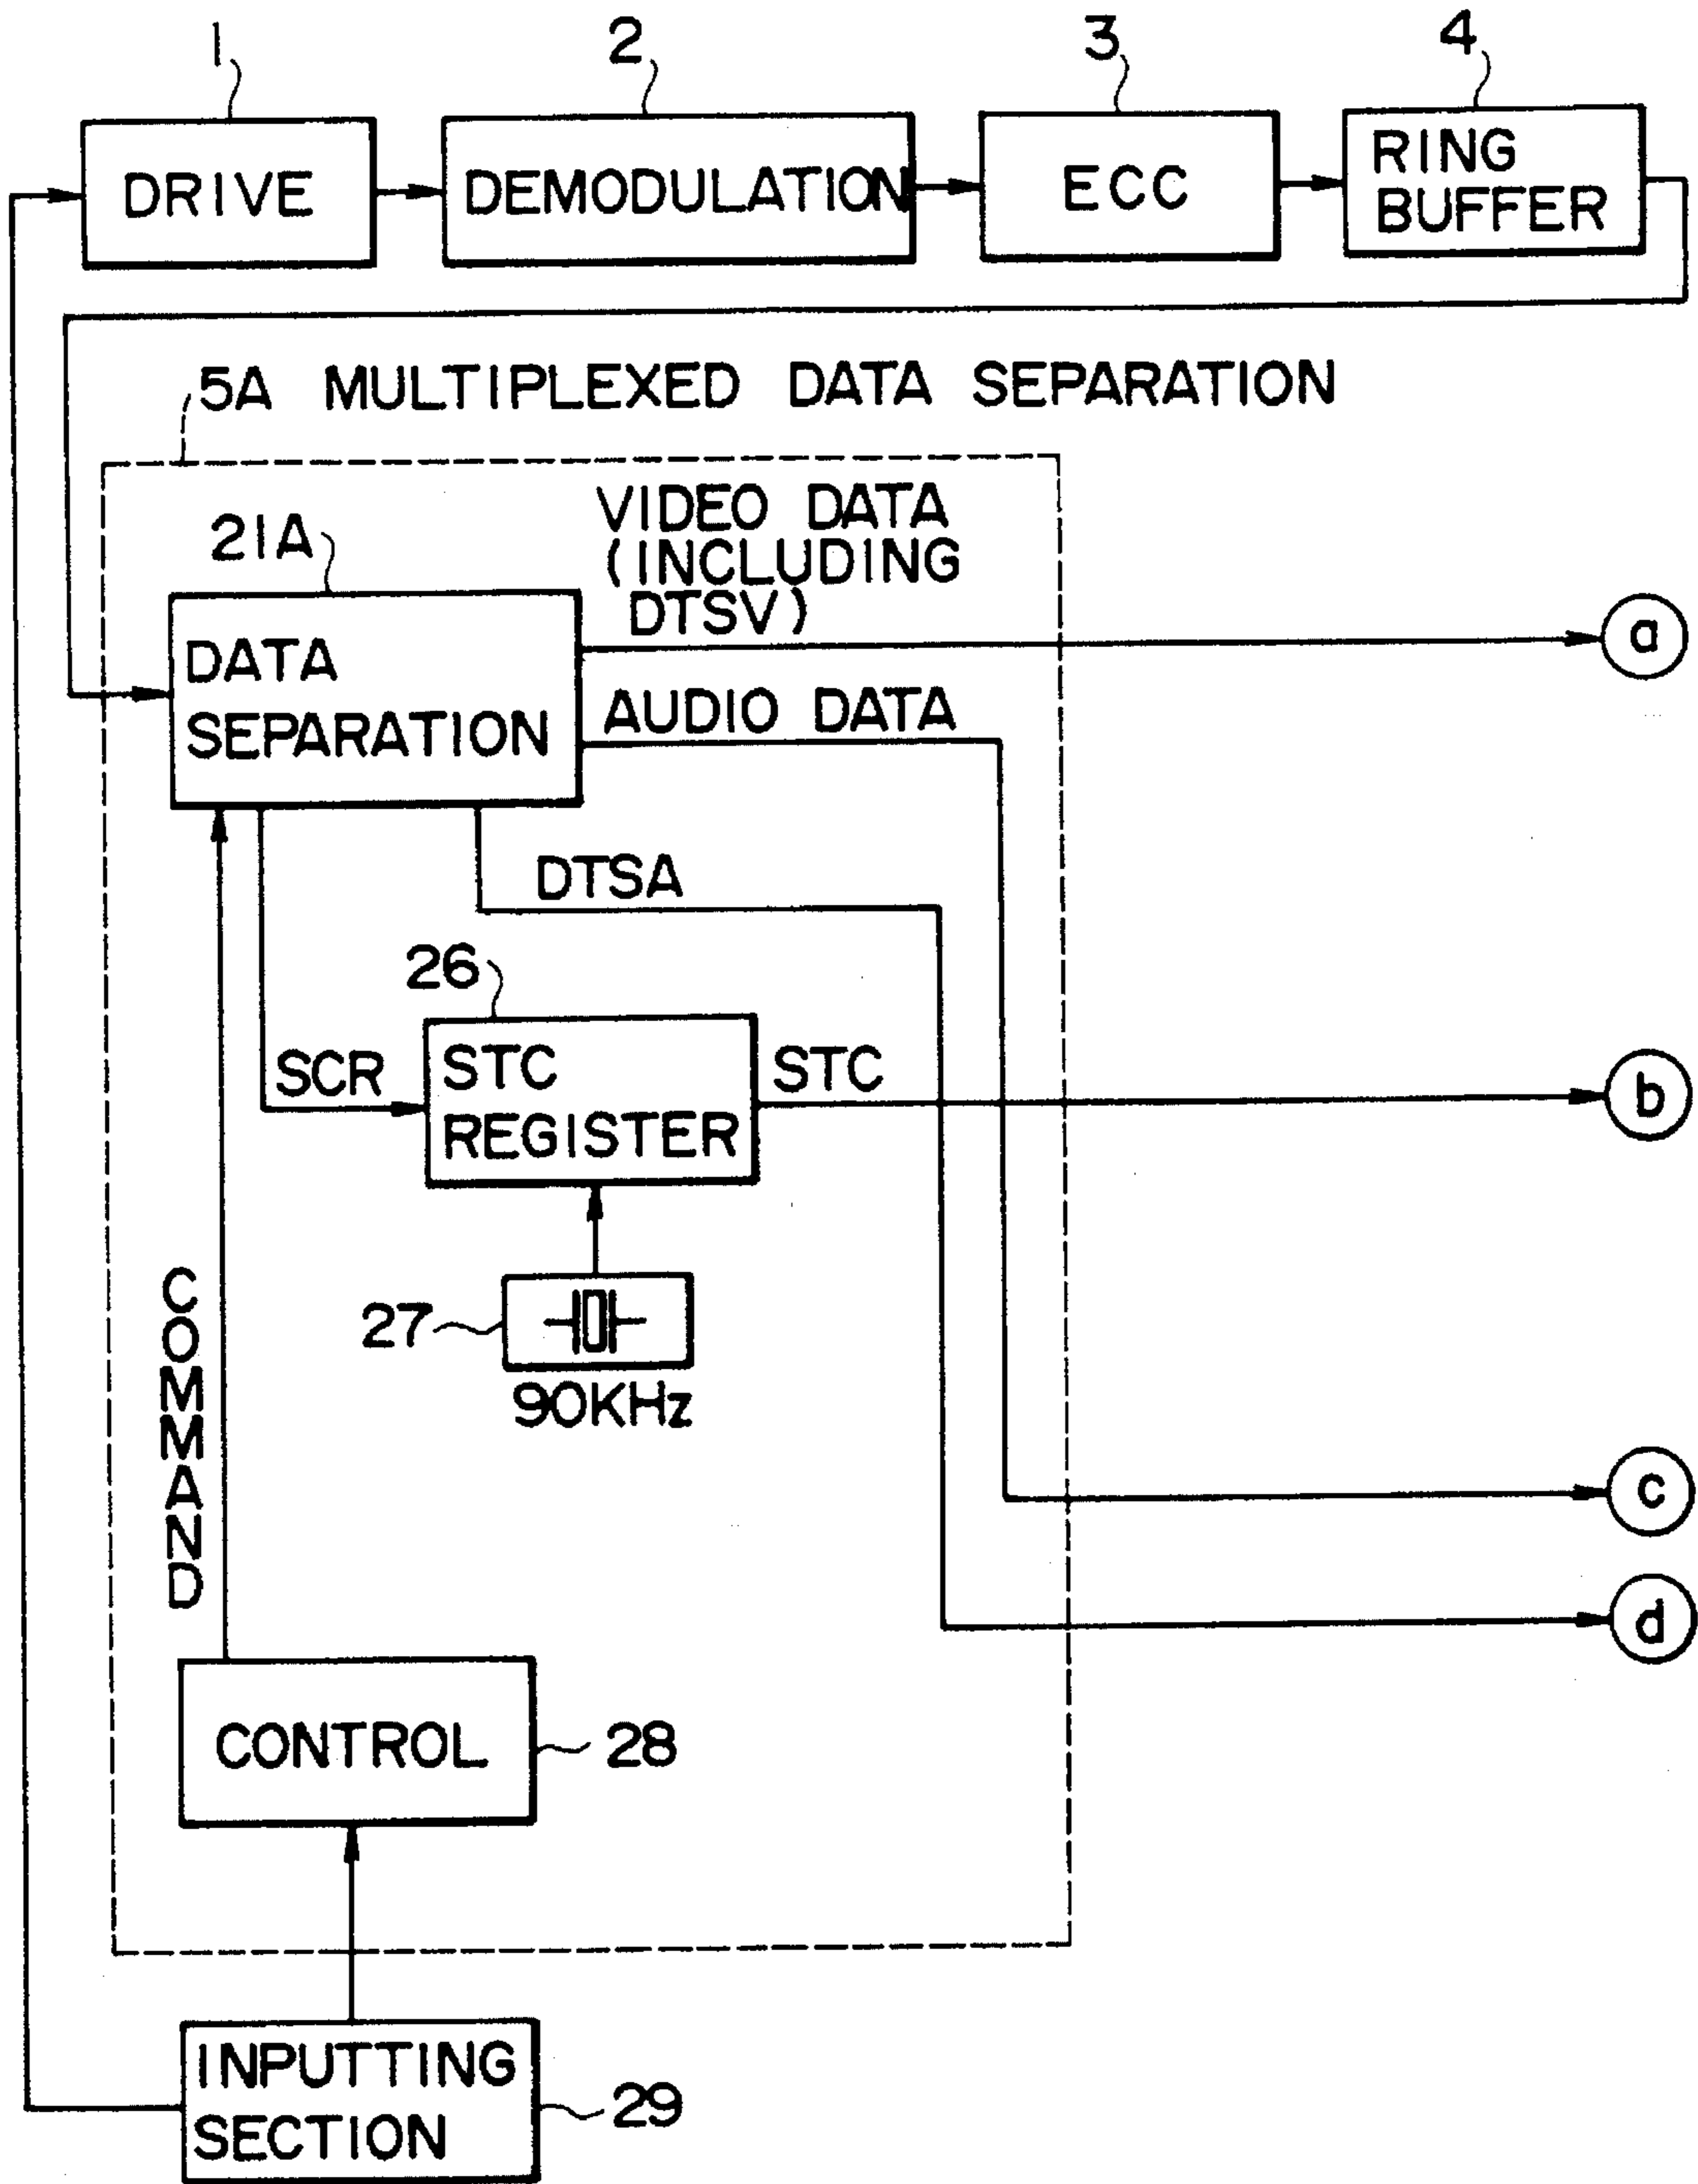 1
2
3
4
DRIVE
DEMODULATION
ECC
RING
BUFFER
5A MULTIPLEXED DATA SEPARATION
VIDEO DATA
(INCLUDING
DTSV)
21A
DATA
SEPARATION
a
AUDIO DATA
DTSA
26
SCR
STC
REGISTER
STC
b
27
90KHz
COMMAND
c
d
CONTROL
28
INPUTTING
SECTION
29